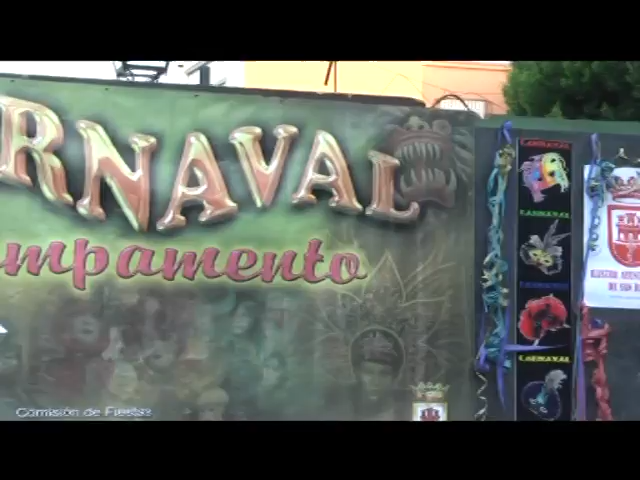 RNAVAL
mpamento
Comisión de Fiestas
CARNAVAL
CARNAVAL
CARNAVAL
CARNAVAL